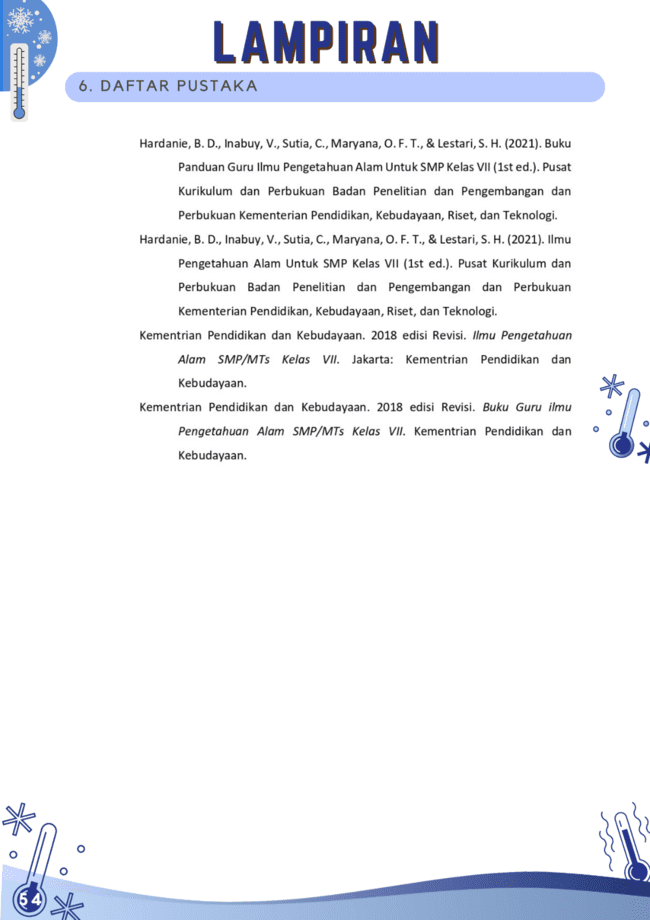 LAMPIRAN
6. DAFTAR PUSTAKA
Hardanie, B. D., Inabuy, V., Sutia, C., Maryana, O. F. T., & Lestari, S. H. (2021). Buku
Panduan Guru Ilmu Pengetahuan Alam Untuk SMP Kelas VII (1st ed.). Pusat
Kurikulum dan Perbukuan Badan Penelitian dan Pengembangan dan
Perbukuan Kementerian Pendidikan, Kebudayaan, Riset, dan Teknologi.
Hardanie, B. D., Inabuy, V., Sutia, C., Maryana, O. F. T., & Lestari, S. H. (2021). Ilmu
Pengetahuan Alam Untuk SMP Kelas VII (1st ed.). Pusat Kurikulum dan
Perbukuan Badan Penelitian dan Pengembangan dan Perbukuan
Kementerian Pendidikan, Kebudayaan, Riset, dan Teknologi.
Kementrian Pendidikan dan Kebudayaan. 2018 edisi Revisi. Ilmu Pengetahuan
Alam SMP/MTs Kelas VII. Jakarta: Kementrian Pendidikan dan
Kebudayaan.
Kementrian Pendidikan dan Kebudayaan. 2018 edisi Revisi. Buku Guru ilmu
Pengetahuan Alam SMP/MTs Kelas VII. Kementrian Pendidikan dan
Kebudayaan.
54